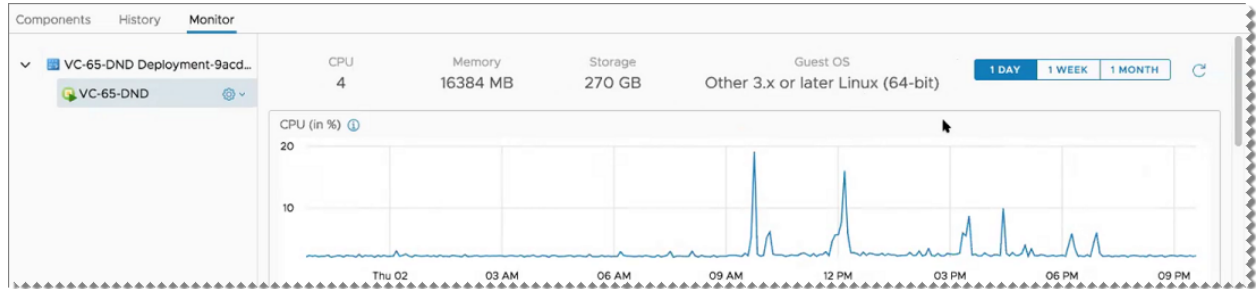 Components History Monitor
VC-65-DND Deployment-9acd...
VC-65-DND
CPU Memory Storage Guest OS
4 16384 MB 270 GB Other 3.x or later Linux (64-bit)
1 DAY 1 WEEK 1 MONTH
CPU (in %)
20
10
Thu 02 03 AM 06 AM 09 AM 12 PM 03 PM 06 PM 09 PM